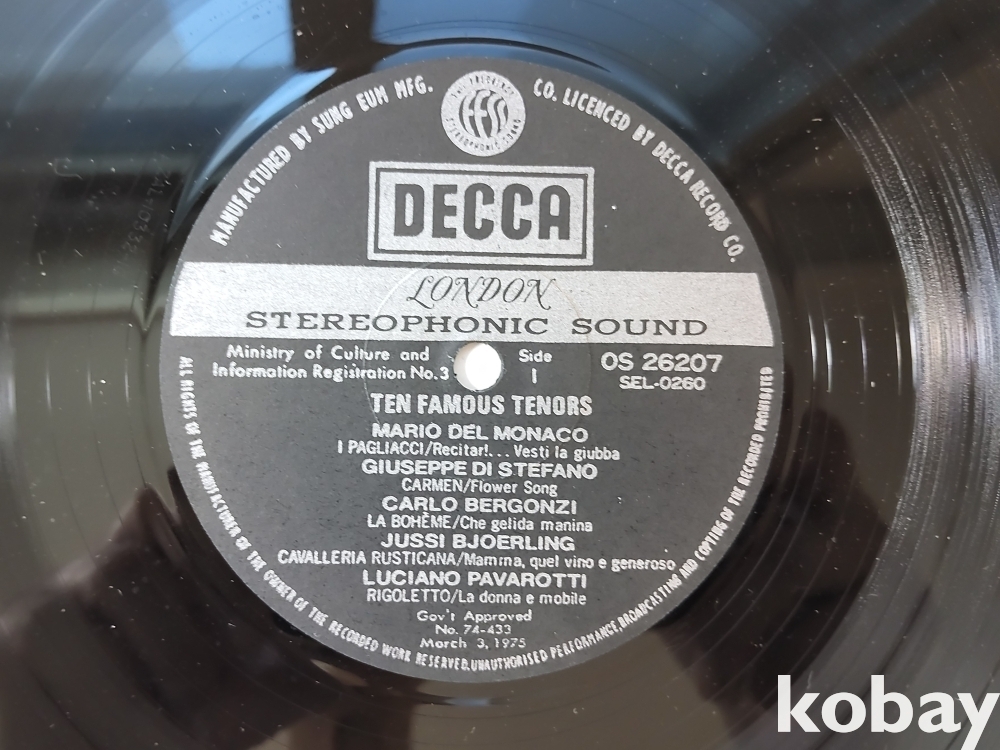 MANUFACTURED BY SUNG EUM MFG. CO. LICENCED BY DECCA RECORD CO.
FFSS
STEREOPHONIC SOUND
DECCA
LONDON
STEREOPHONIC SOUND
Ministry of Culture and
Information Registration No.3
Side
1
OS 26207
SEL-0260
TEN FAMOUS TENORS
MARIO DEL MONACO
I PAGLIACCI/Recitar!... Vesti la giubba
GIUSEPPE DI STEFANO
CARMEN/Flower Song
CARLO BERGONZI
LA BOHÈME/Che gelida manina
JUSSI BJOERLING
CAVALLERIA RUSTICANA/Mamma, quel vino e generoso
LUCIANO PAVAROTTI
RIGOLETTO/La donna e mobile
Gov't Approved
No. 74-433
March 3, 1975
ALL RIGHTS OF THE MANUFACTURER OF THE OWNER OF THE RECORDED WORK RESERVED. UNAUTHORISED PERFORMANCE, BROADCASTING AND COPYING OF THE RECORDED PROHIBITED
kobay